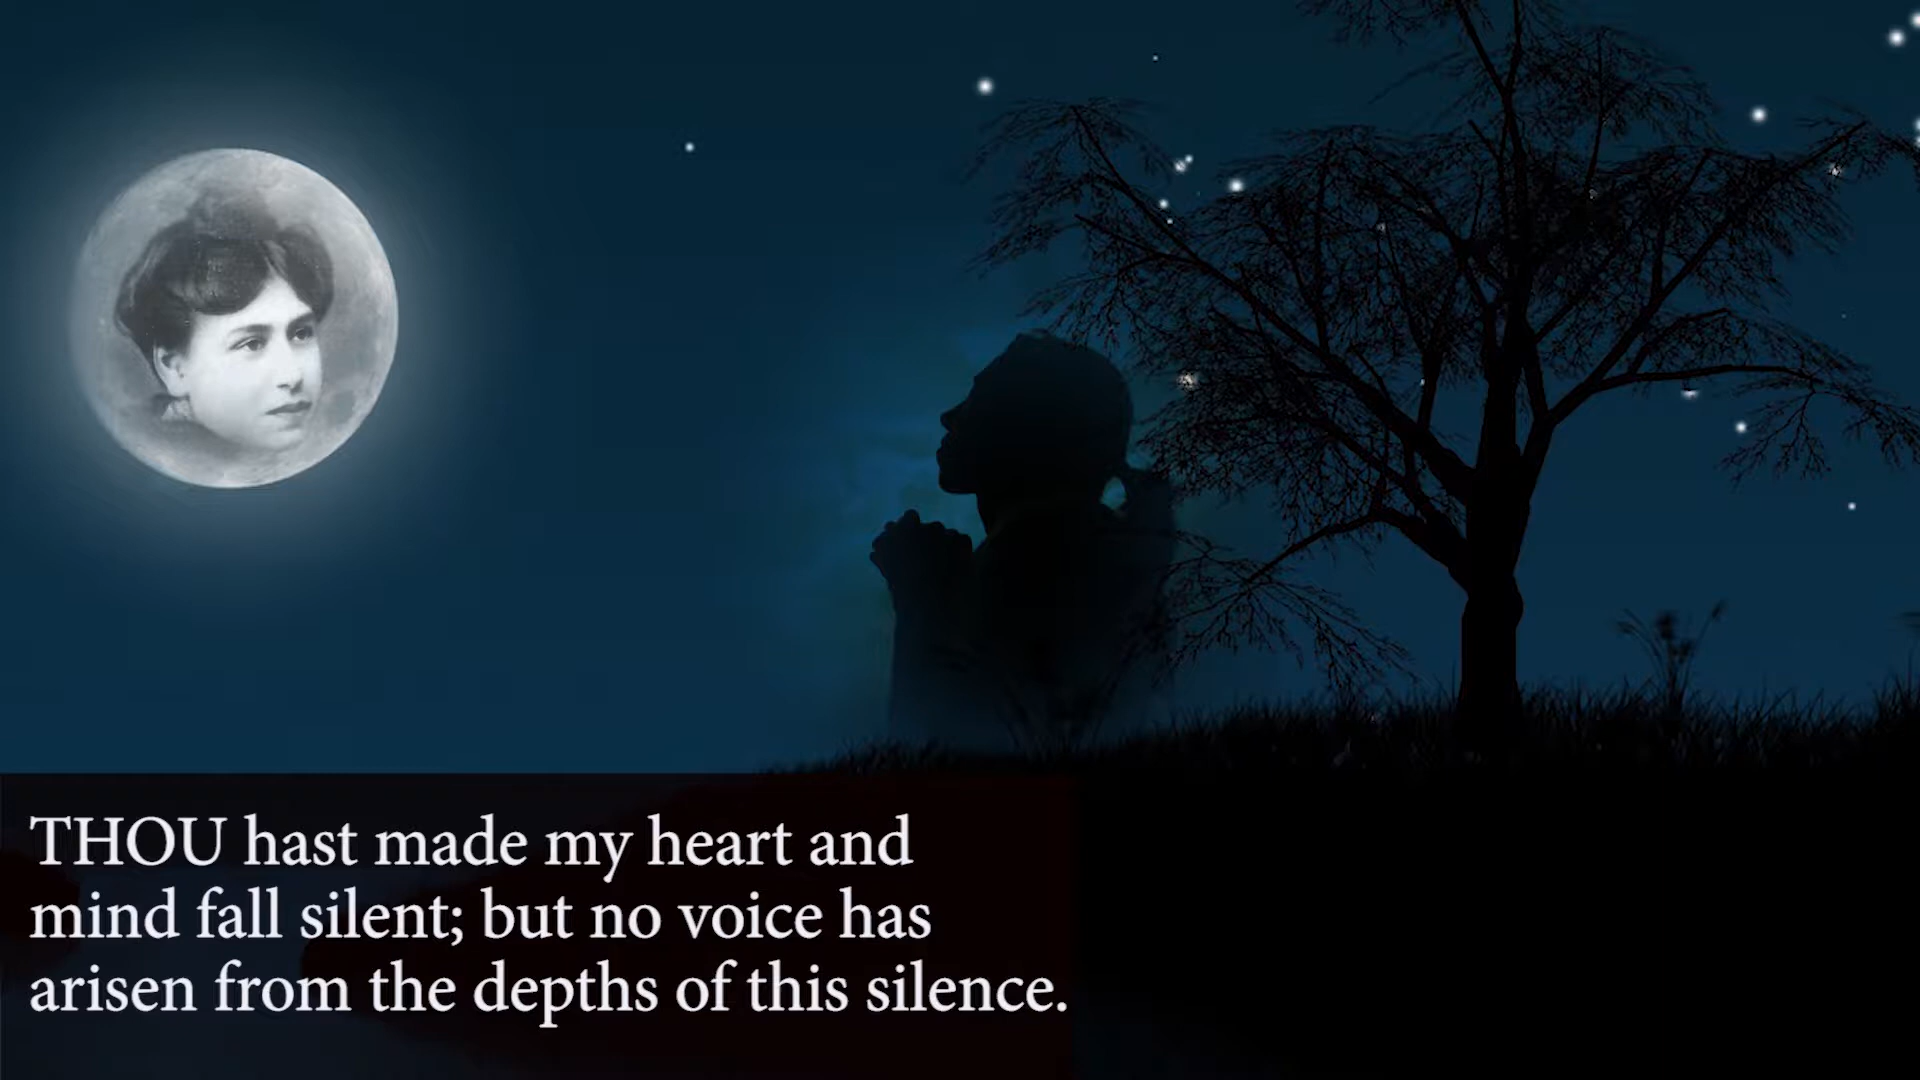 THOU hast made my heart and
mind fall silent; but no voice has
arisen from the depths of this silence.